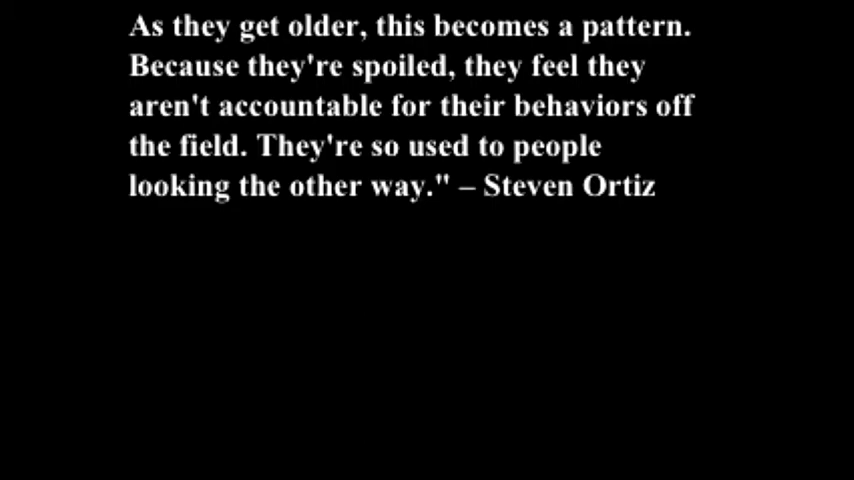 As they get older, this becomes a pattern.
Because they're spoiled, they feel they
aren't accountable for their behaviors off
the field. They're so used to people
looking the other way." – Steven Ortiz